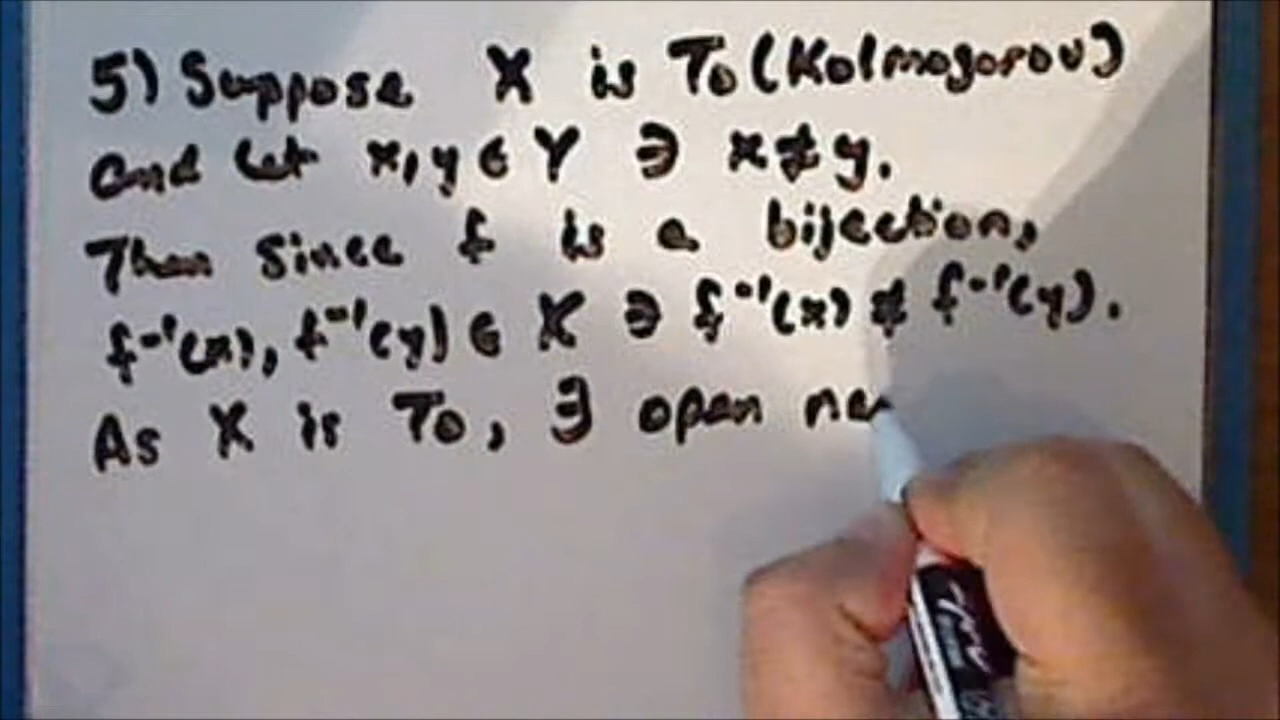 5) Suppose X is T0 (Kolmogorov)
and let x, y ∈ Y ∋ x ≠ y.
Then since f is a bijection,
f⁻¹(x), f⁻¹(y) ∈ X ∋ f⁻¹(x) ≠ f⁻¹(y).
As X is T0, ∃ open ne